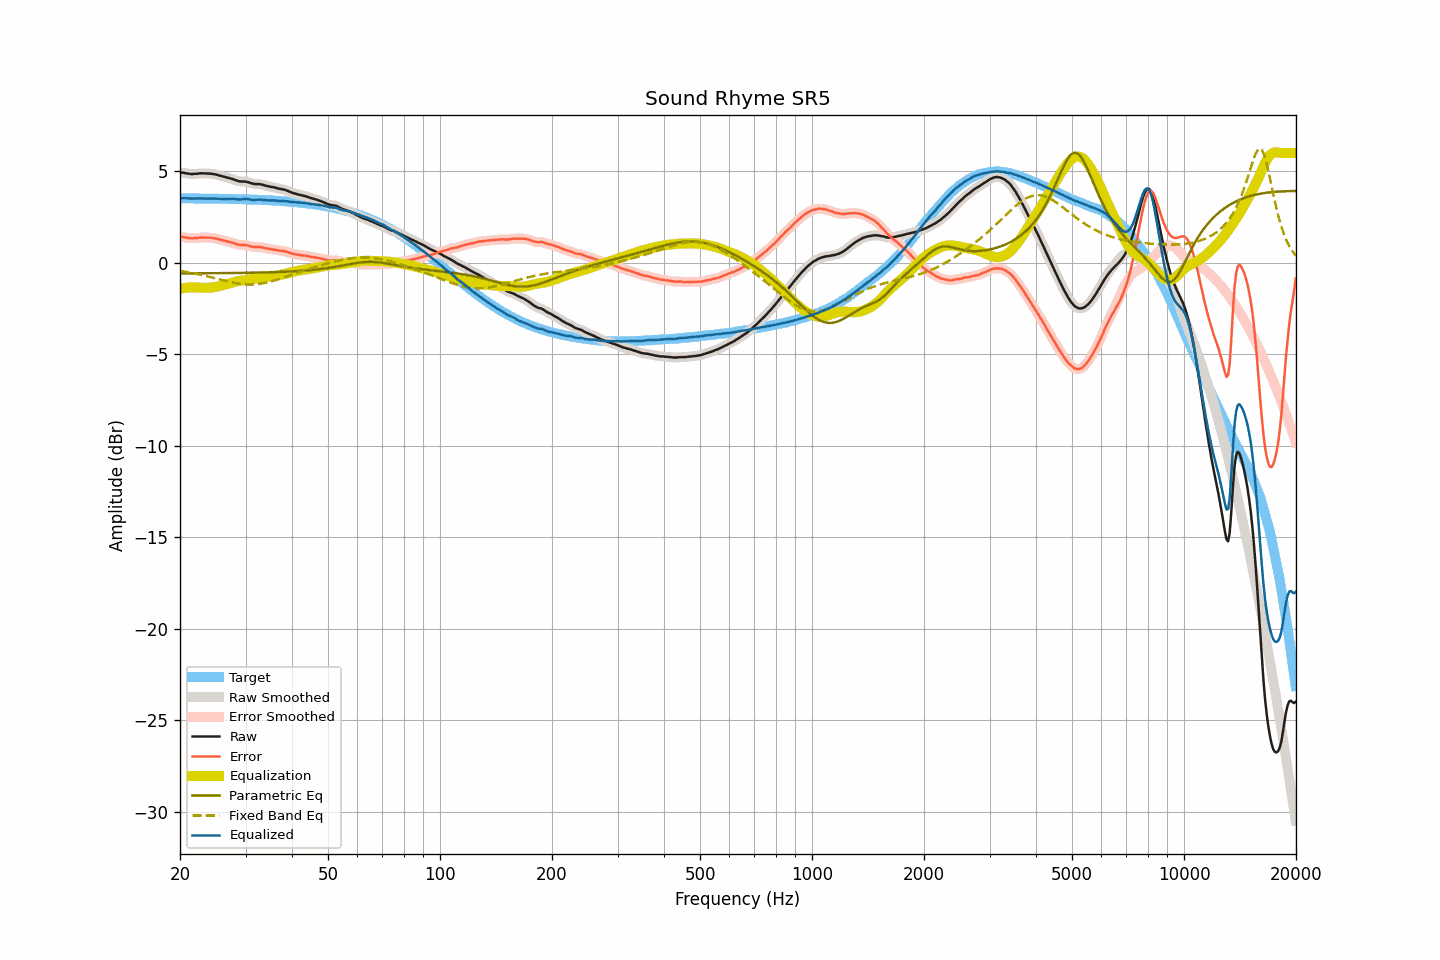 Sound Rhyme SR5
Amplitude (dBr)
5
0
−5
−10
−15
−20
−25
−30
Target
Raw Smoothed
Error Smoothed
Raw
Error
Equalization
Parametric Eq
Fixed Band Eq
Equalized
20 50 100 200 500 1000 2000 5000 10000 20000
Frequency (Hz)